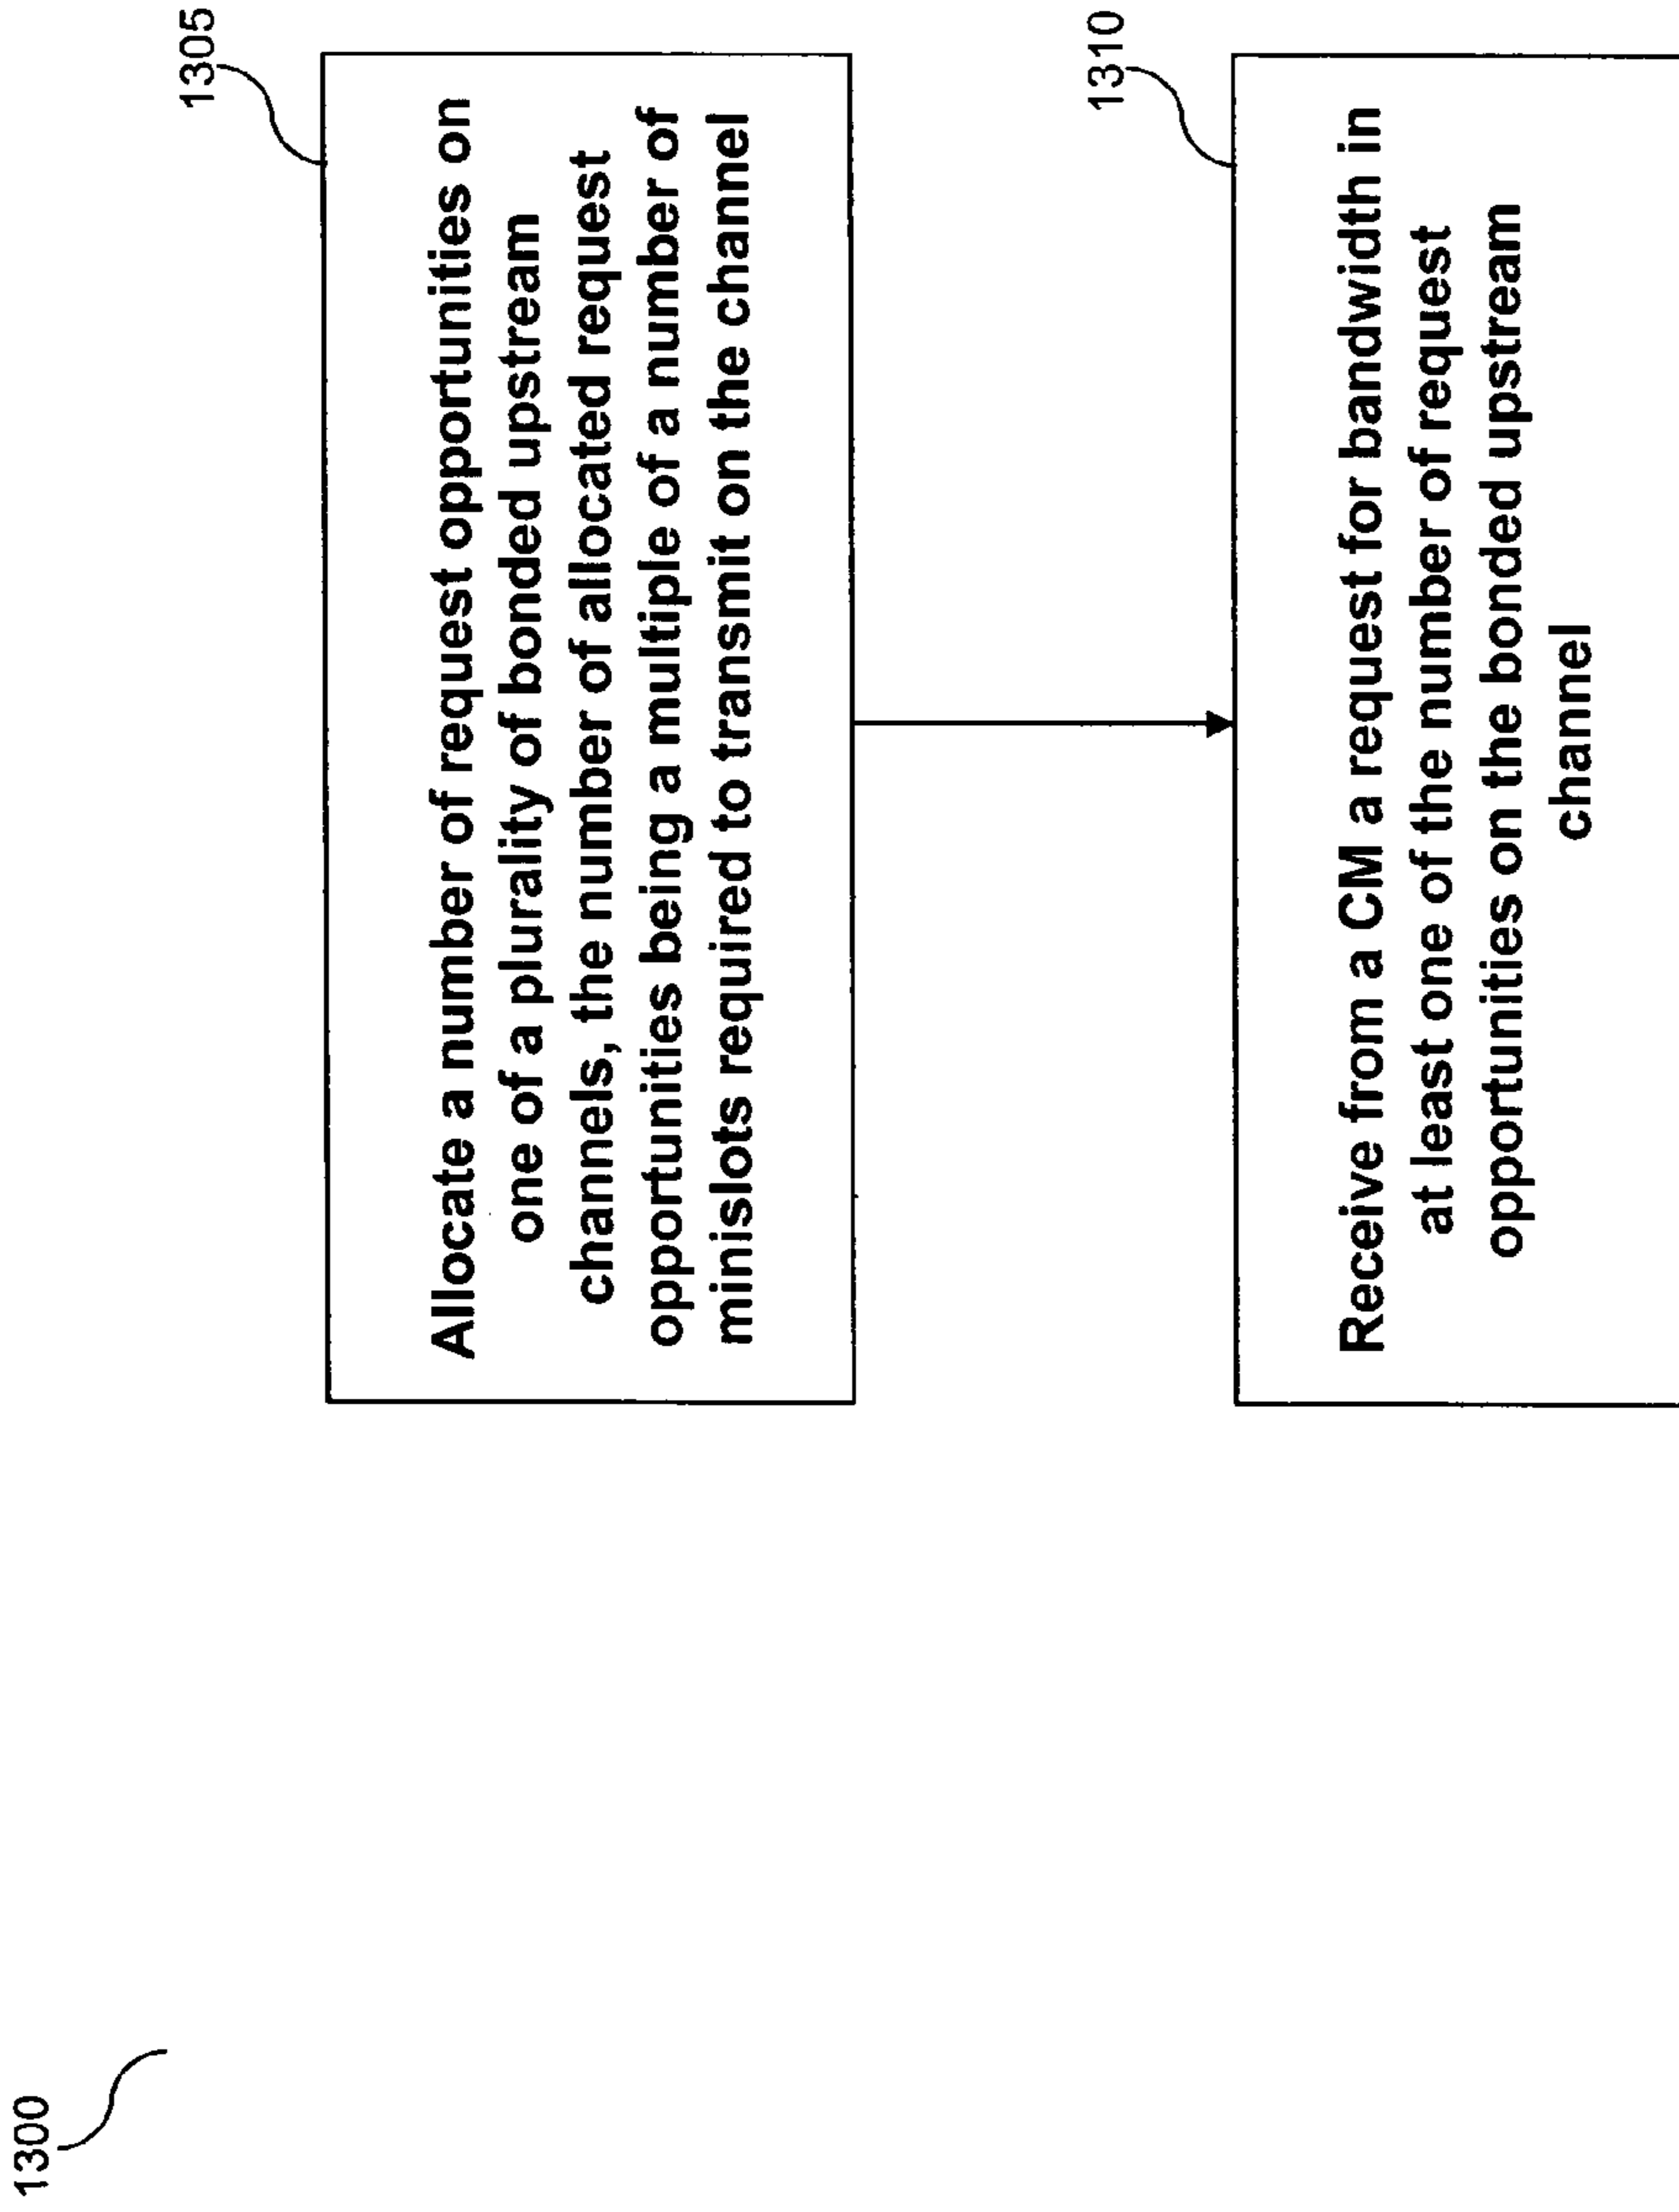 1300
1305
Allocate a number of request opportunities on
one of a plurality of bonded upstream
channels, the number of allocated request
opportunities being a multiple of a number of
minislots required to transmit on the channel
1310
Receive from a CM a request for bandwidth in
at least one of the number of request
opportunities on the bonded upstream
channel